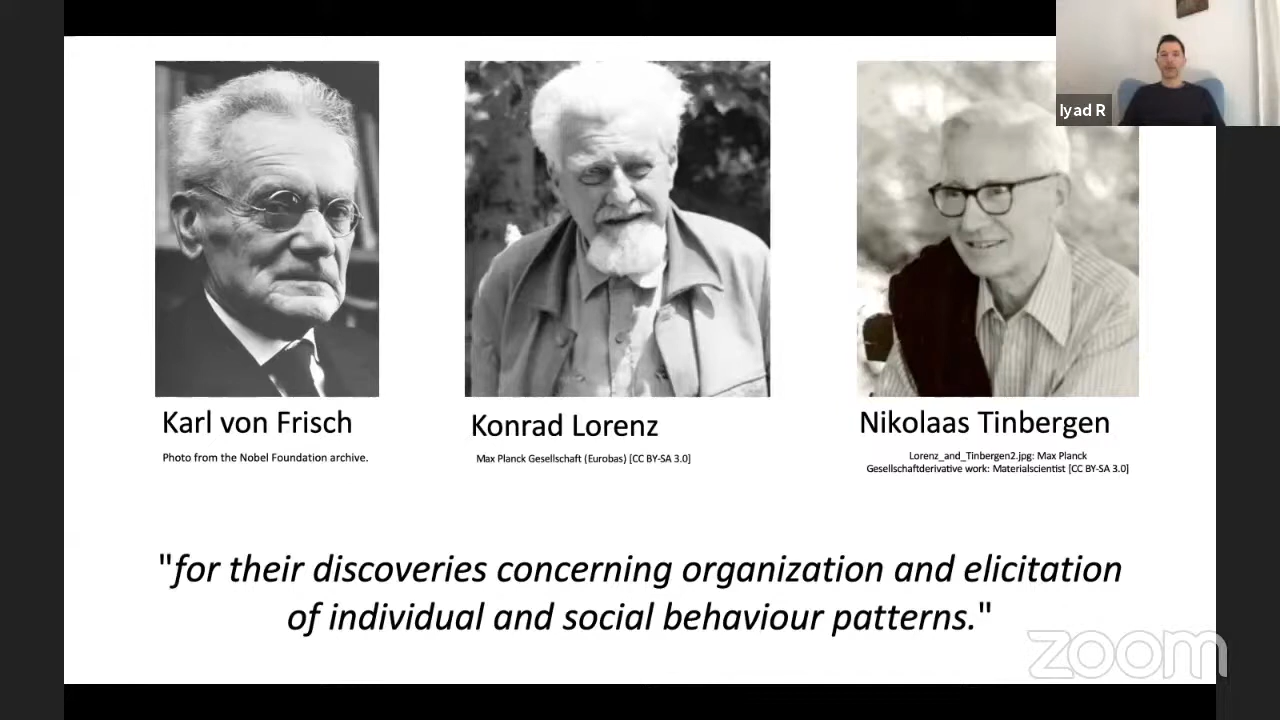 Iyad R
Karl von Frisch
Photo from the Nobel Foundation archive.
Konrad Lorenz
Max Planck Gesellschaft (Eurobas) [CC BY-SA 3.0]
Nikolaas Tinbergen
Lorenz_and_Tinbergen2.jpg: Max Planck
Gesellschaftderivative work: Materialscientist [CC BY-SA 3.0]
"for their discoveries concerning organization and elicitation
of individual and social behaviour patterns."
zoom